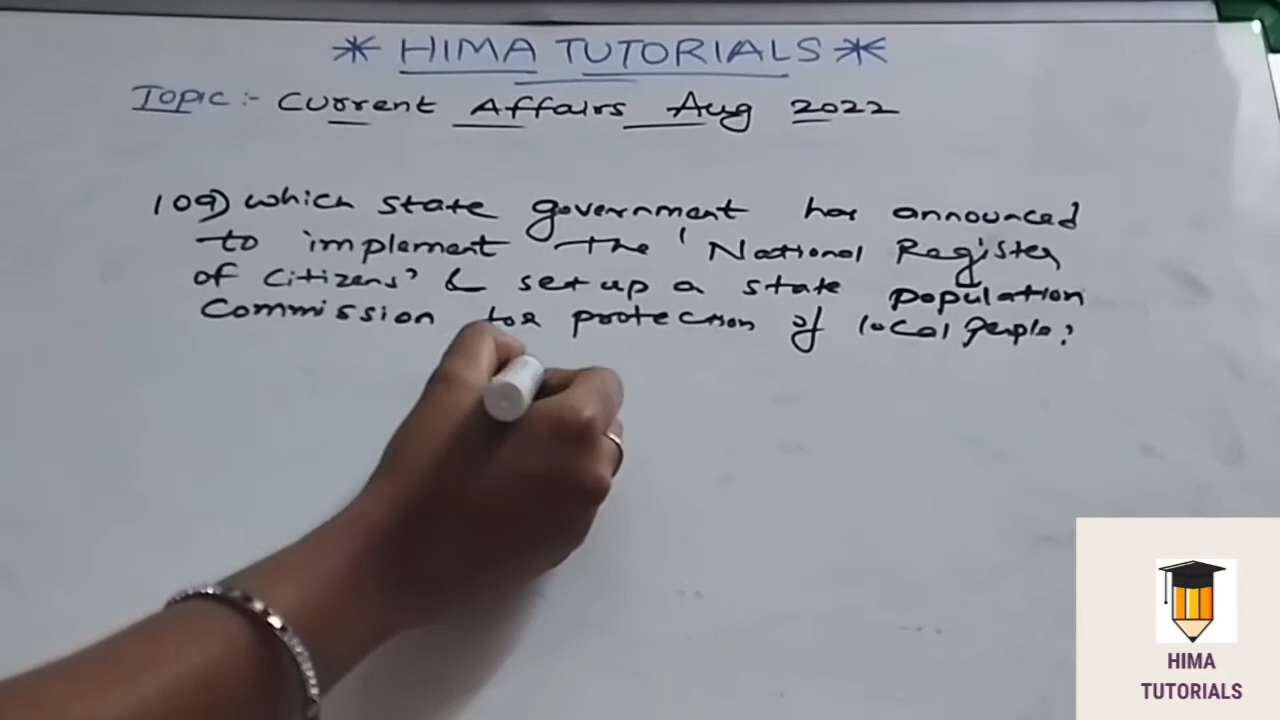 * HIMA TUTORIALS *
Topic:- Current Affairs Aug 2022
109) which state government has announced
to implement The 'National Register
of Citizens' & set up a state population
Commission for protection of local people?
HIMA
TUTORIALS